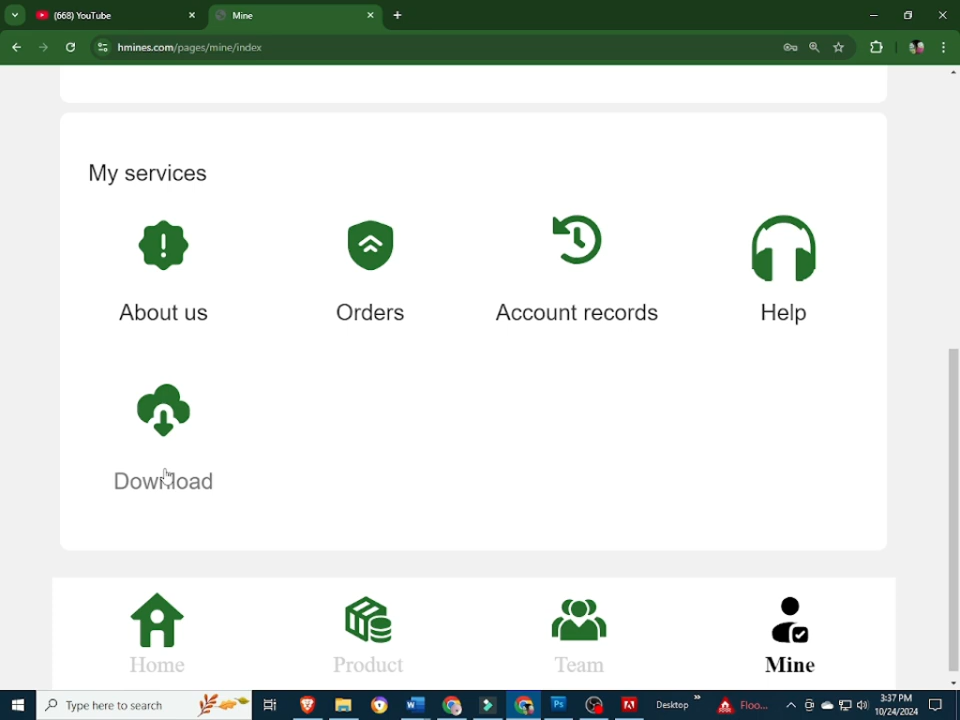 (668) YouTube
Mine
hmines.com/pages/mine/index
My services
About us
Orders
Account records
Help
Download
Home
Product
Team
Mine
Type here to search
Desktop
Floo...
3:37 PM
10/24/2024